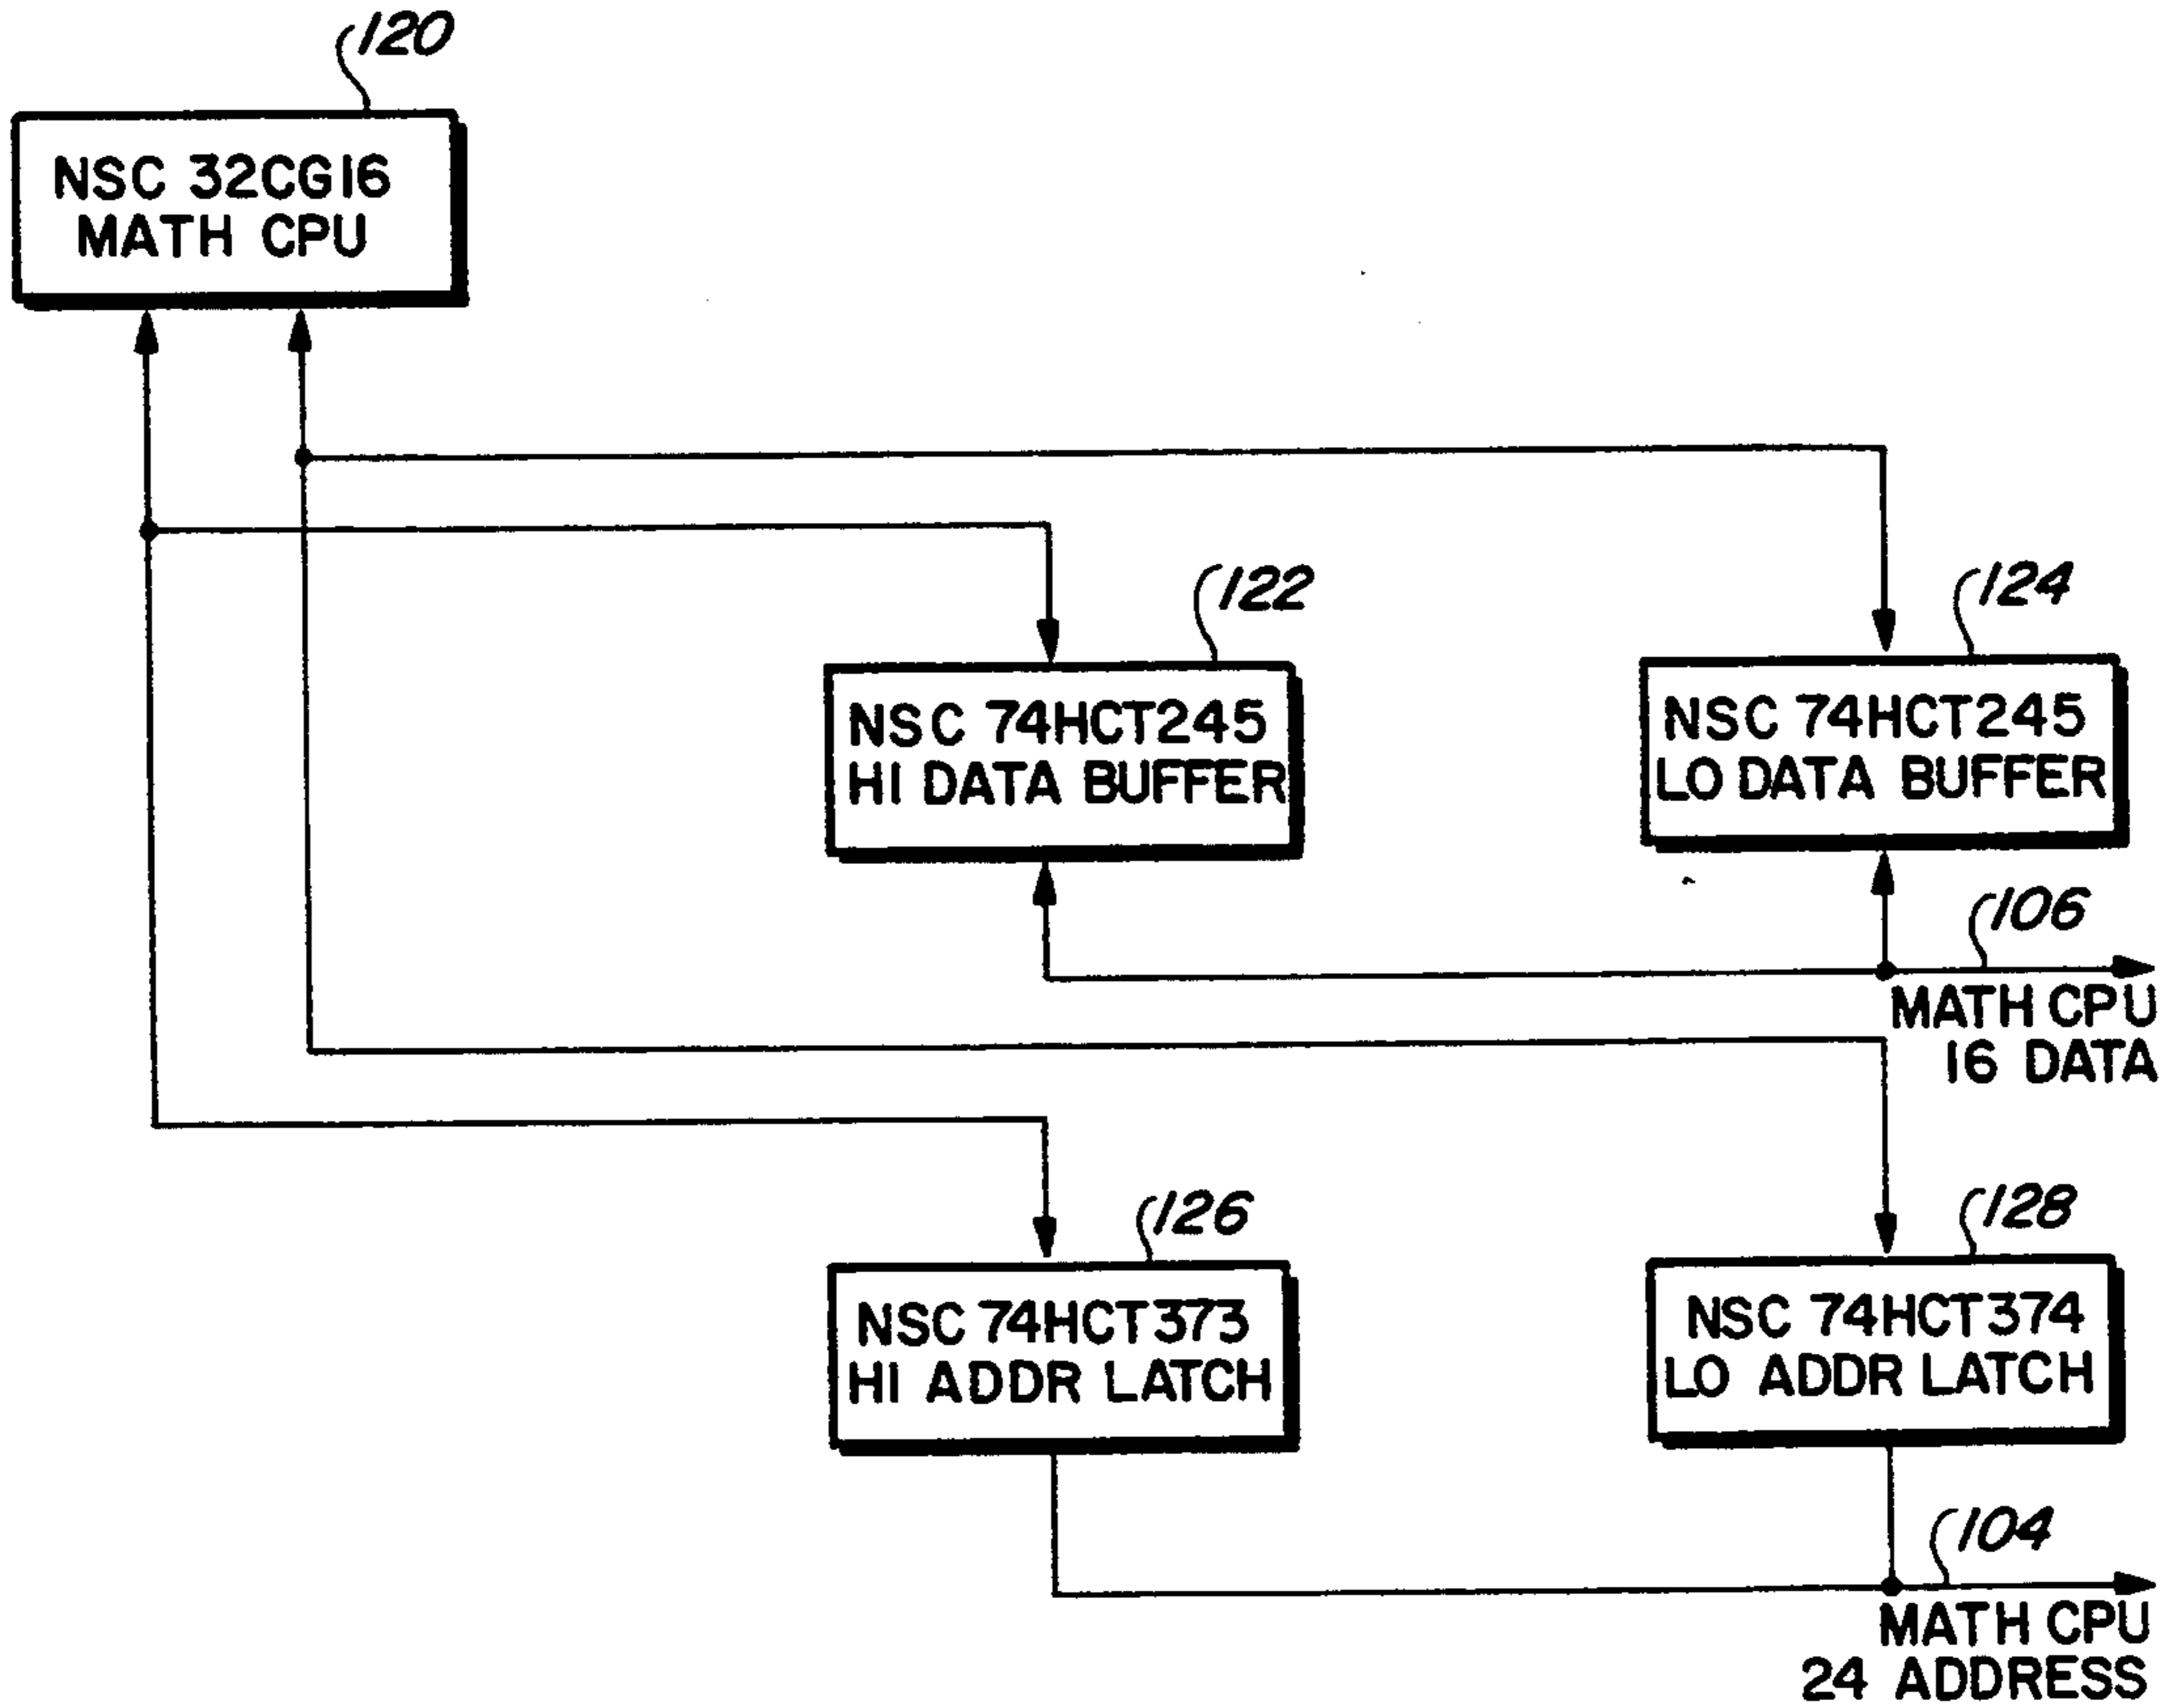 120
NSC 32CG16
MATH CPU
122
NSC 74HCT245
HI DATA BUFFER
124
NSC 74HCT245
LO DATA BUFFER
106
MATH CPU
16 DATA
126
NSC 74HCT373
HI ADDR LATCH
128
NSC 74HCT374
LO ADDR LATCH
104
MATH CPU
24 ADDRESS